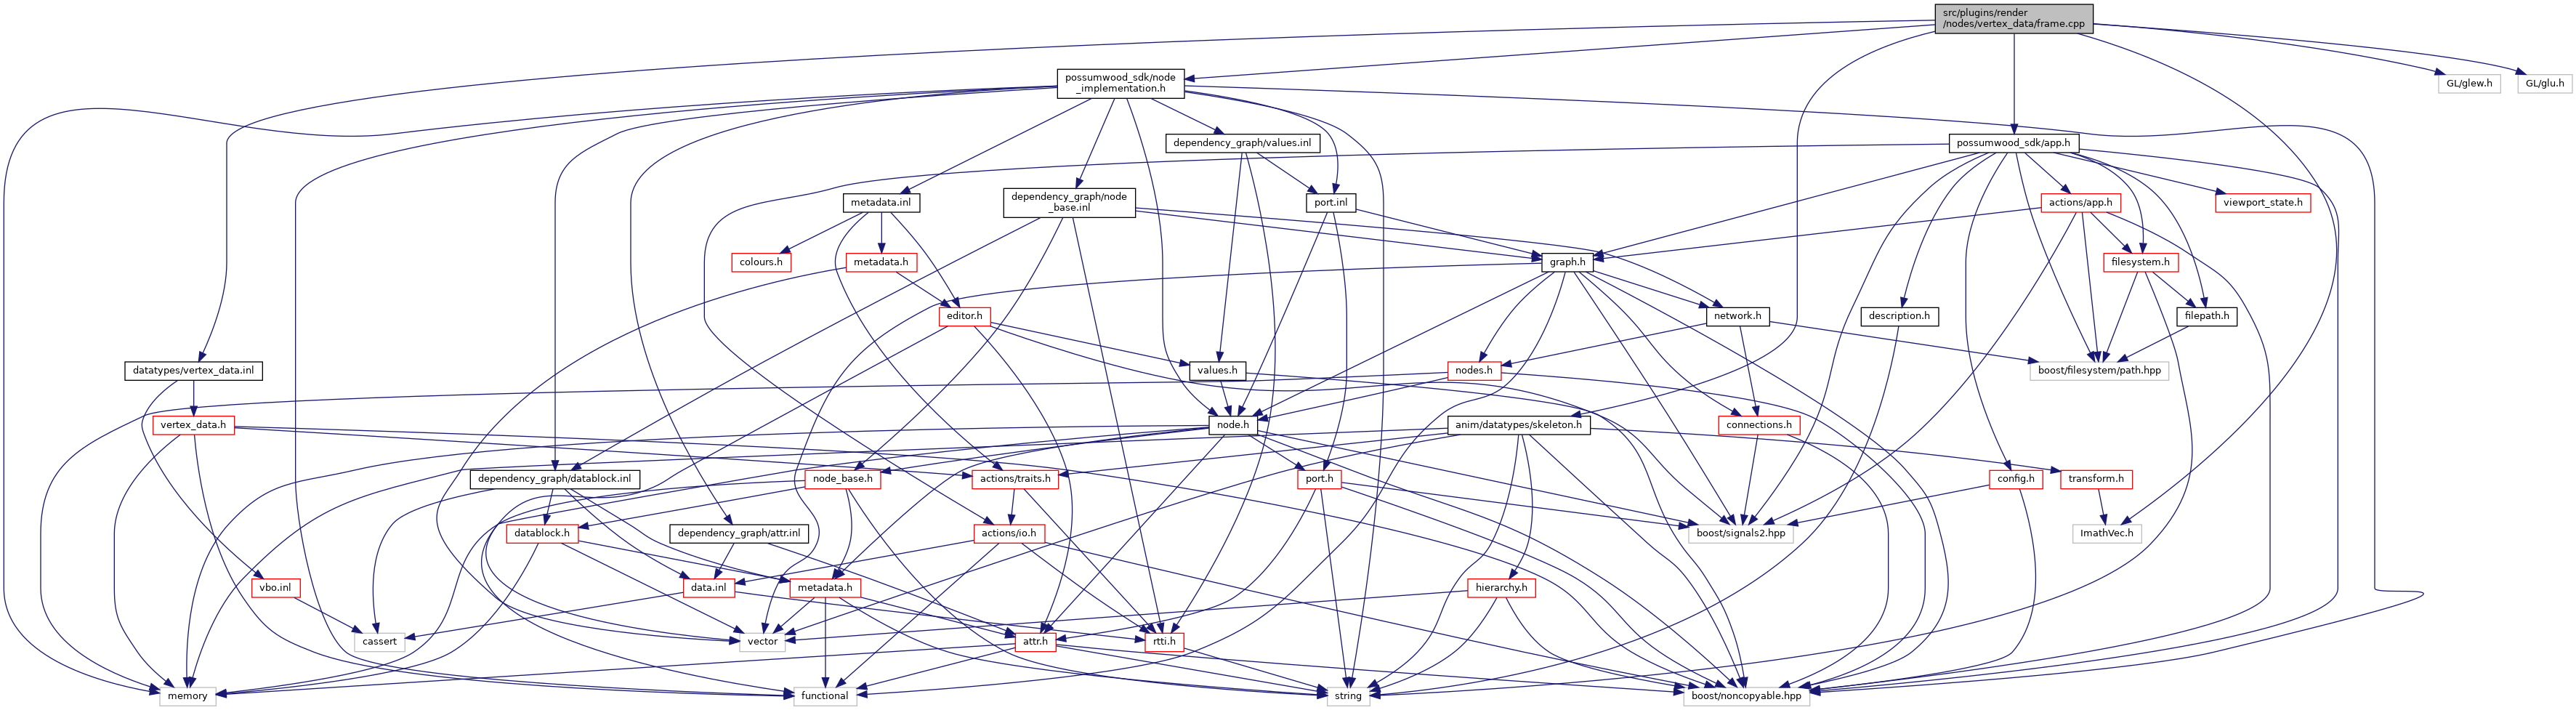 src/plugins/render
/nodes/vertex_data/frame.cpp
possumwood_sdk/node
_implementation.h
GL/glew.h
GL/glu.h
dependency_graph/values.inl
possumwood_sdk/app.h
metadata.inl
dependency_graph/node
_base.inl
port.inl
actions/app.h
viewport_state.h
colours.h
metadata.h
graph.h
filesystem.h
editor.h
network.h
description.h
filepath.h
datatypes/vertex_data.inl
values.h
nodes.h
boost/filesystem/path.hpp
vertex_data.h
node.h
anim/datatypes/skeleton.h
connections.h
dependency_graph/datablock.inl
node_base.h
actions/traits.h
port.h
config.h
transform.h
datablock.h
dependency_graph/attr.inl
actions/io.h
boost/signals2.hpp
ImathVec.h
vbo.inl
data.inl
metadata.h
hierarchy.h
cassert
vector
attr.h
rtti.h
memory
functional
string
boost/noncopyable.hpp